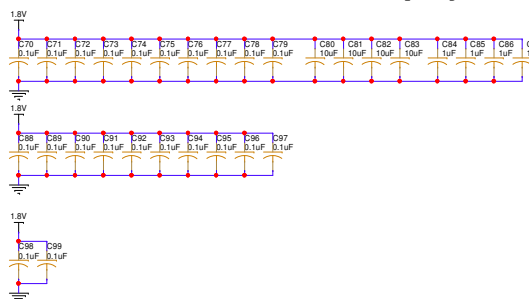 1.8V
C70 C71 C72 C73 C74 C75 C76 C77 C78 C79 C80 C81 C82 C83 C84 C85 C86
0.1uF 0.1uF 0.1uF 0.1uF 0.1uF 0.1uF 0.1uF 0.1uF 0.1uF 0.1uF 10uF 10uF 10uF 10uF 1uF 1uF 1uF
1.8V
C88 C89 C90 C91 C92 C93 C94 C95 C96 C97
0.1uF 0.1uF 0.1uF 0.1uF 0.1uF 0.1uF 0.1uF 0.1uF 0.1uF 0.1uF
1.8V
C98 C99
0.1uF 0.1uF